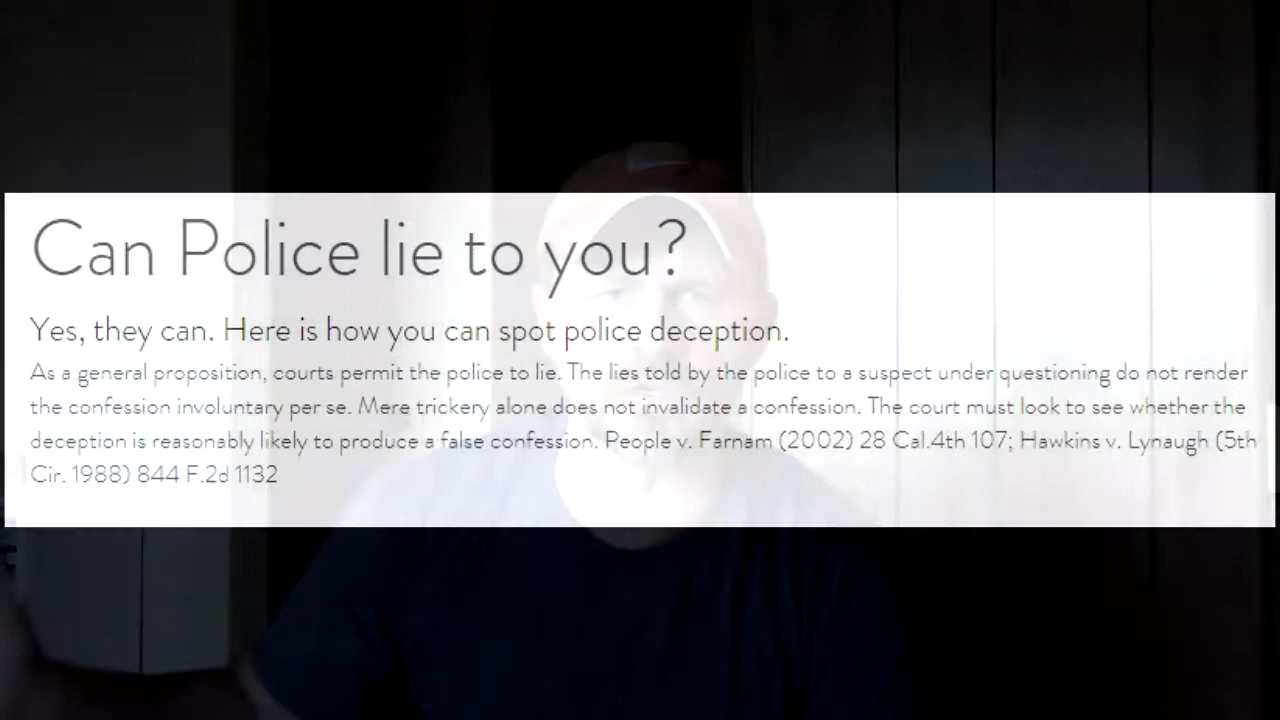 Can Police lie to you?
Yes, they can. Here is how you can spot police deception.
As a general proposition, courts permit the police to lie. The lies told by the police to a suspect under questioning do not render
the confession involuntary per se. Mere trickery alone does not invalidate a confession. The court must look to see whether the
deception is reasonably likely to produce a false confession. People v. Farnam (2002) 28 Cal.4th 107; Hawkins v. Lynaugh (5th
Cir. 1988) 844 F.2d 1132